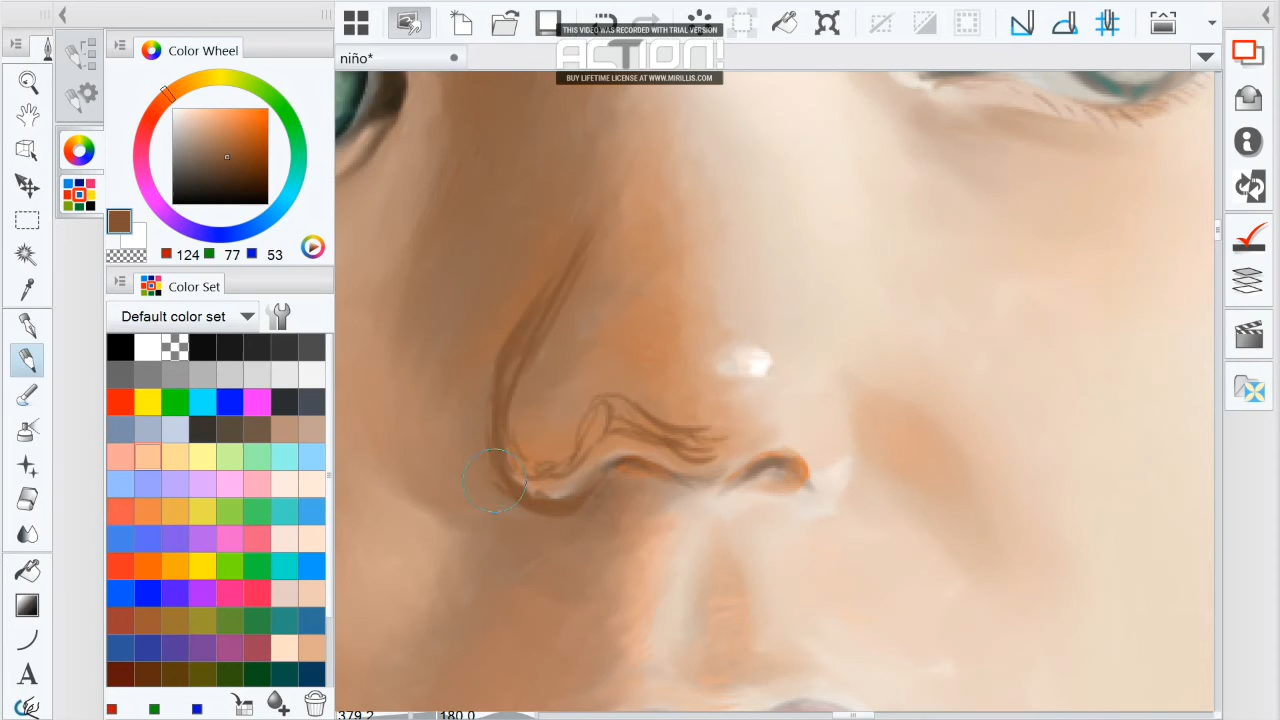 THIS VIDEO WAS RECORDED WITH TRIAL VERSION
ACTION!
BUY LIFETIME LICENSE AT WWW.MIRILLIS.COM
Color Wheel
niño*
124 77 53
Color Set
Default color set
A
379.2 180.0